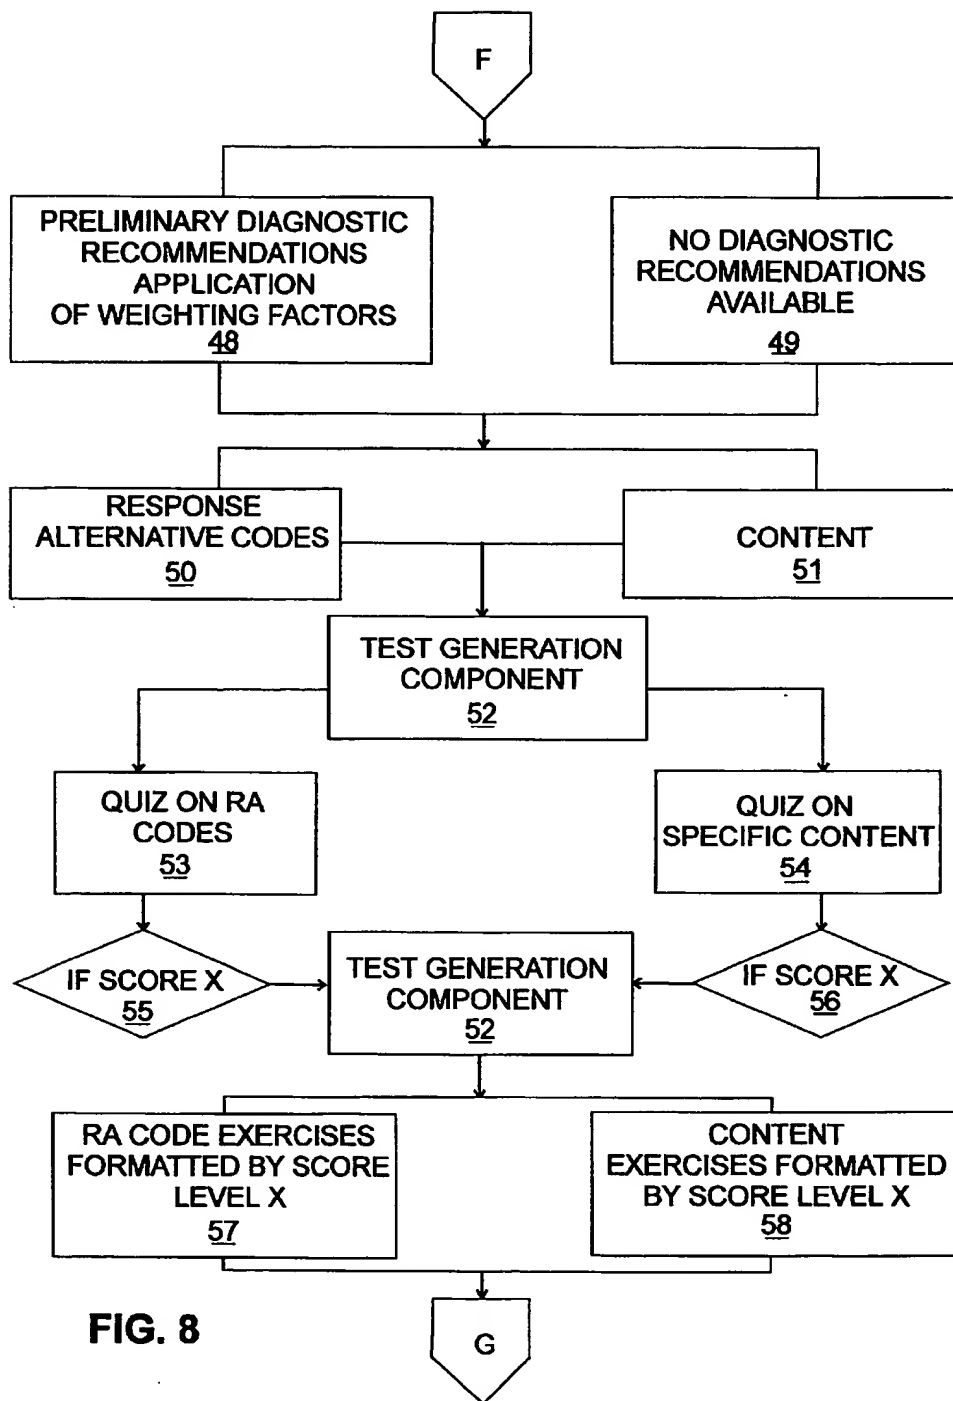 F
PRELIMINARY DIAGNOSTIC
RECOMMENDATIONS
APPLICATION
OF WEIGHTING FACTORS
48
NO DIAGNOSTIC
RECOMMENDATIONS
AVAILABLE
49
RESPONSE
ALTERNATIVE CODES
50
CONTENT
51
TEST GENERATION
COMPONENT
52
QUIZ ON RA
CODES
53
QUIZ ON
SPECIFIC CONTENT
54
IF SCORE X
55
TEST GENERATION
COMPONENT
52
IF SCORE X
56
RA CODE EXERCISES
FORMATTED BY SCORE
LEVEL X
57
CONTENT
EXERCISES FORMATTED
BY SCORE LEVEL X
58
FIG. 8
G